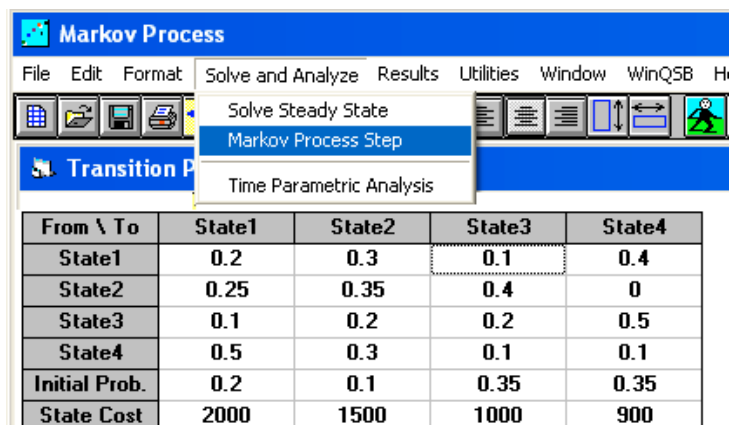 Markov Process
File Edit Format Solve and Analyze Results Utilities Window WinQSB
Solve Steady State
Markov Process Step
Transition
Time Parametric Analysis
From \ To State1 State2 State3 State4
State1 0.2 0.3 0.1 0.4
State2 0.25 0.35 0.4 0
State3 0.1 0.2 0.2 0.5
State4 0.5 0.3 0.1 0.1
Initial Prob. 0.2 0.1 0.35 0.35
State Cost 2000 1500 1000 900